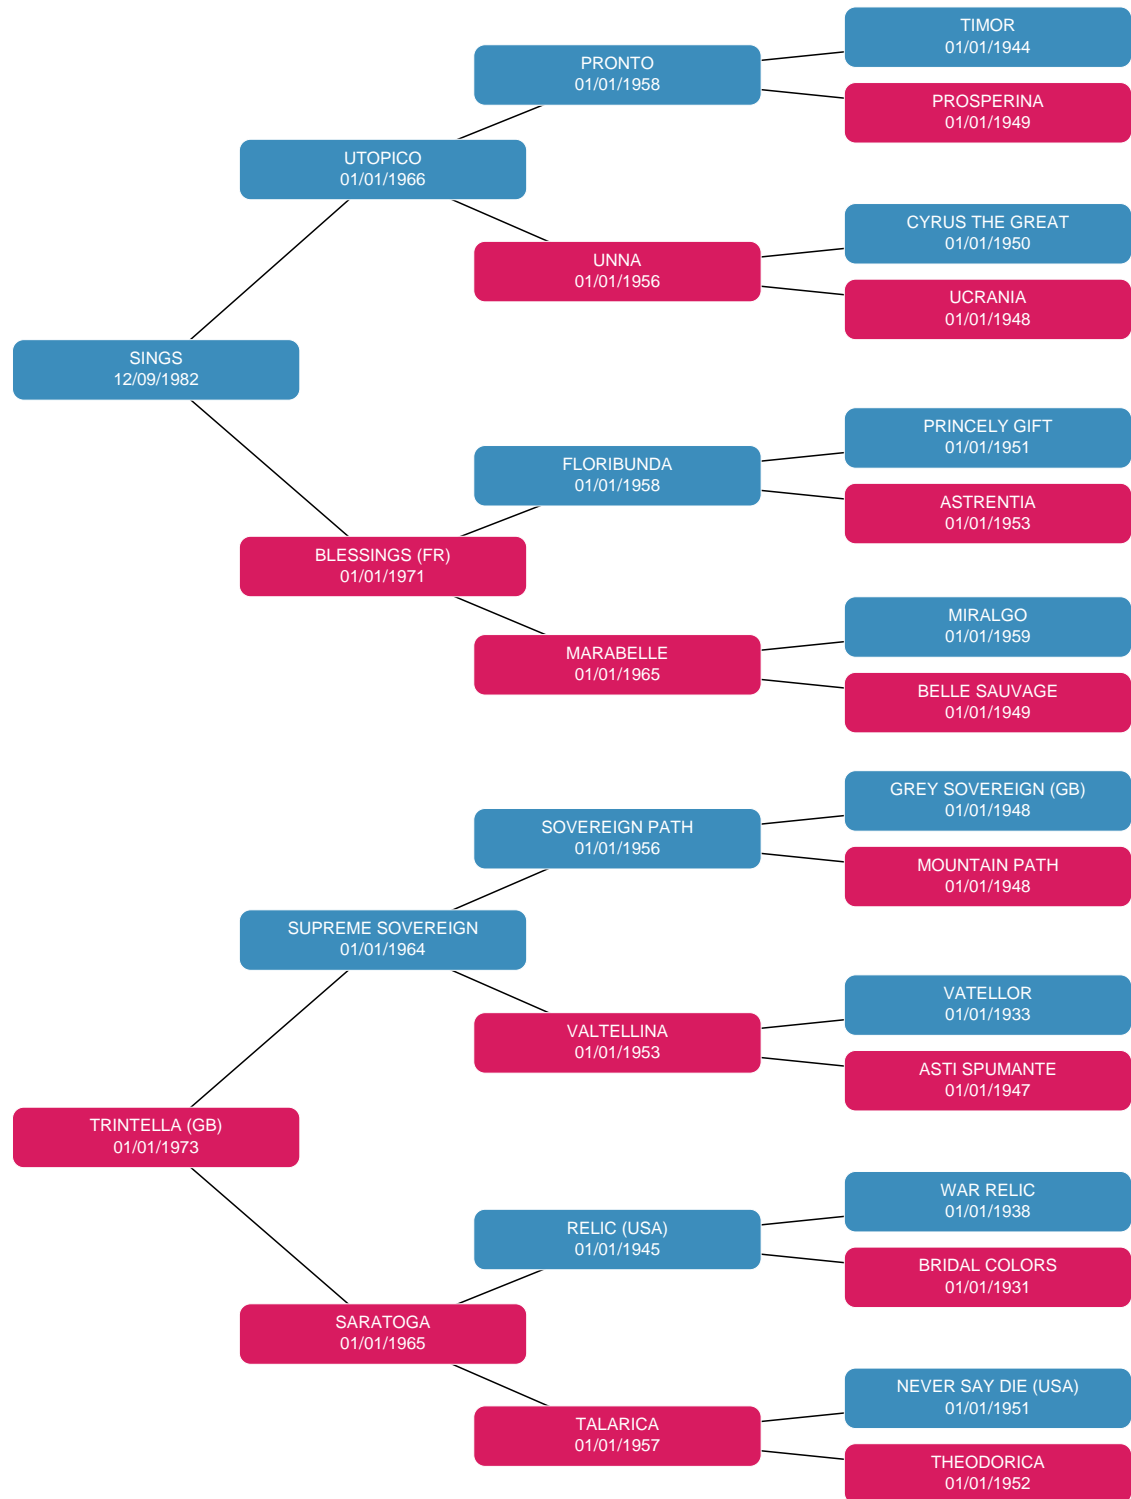 TIMOR
01/01/1944
PRONTO
01/01/1958
PROSPERINA
01/01/1949
UTOPICO
01/01/1966
CYRUS THE GREAT
01/01/1950
UNNA
01/01/1956
UCRANIA
01/01/1948
SINGS
12/09/1982
PRINCELY GIFT
01/01/1951
FLORIBUNDA
01/01/1958
ASTRENTIA
01/01/1953
BLESSINGS (FR)
01/01/1971
MIRALGO
01/01/1959
MARABELLE
01/01/1965
BELLE SAUVAGE
01/01/1949
GREY SOVEREIGN (GB)
01/01/1948
SOVEREIGN PATH
01/01/1956
MOUNTAIN PATH
01/01/1948
SUPREME SOVEREIGN
01/01/1964
VATELLOR
01/01/1933
VALTELLINA
01/01/1953
ASTI SPUMANTE
01/01/1947
TRINTELLA (GB)
01/01/1973
WAR RELIC
01/01/1938
RELIC (USA)
01/01/1945
BRIDAL COLORS
01/01/1931
SARATOGA
01/01/1965
NEVER SAY DIE (USA)
01/01/1951
TALARICA
01/01/1957
THEODORICA
01/01/1952